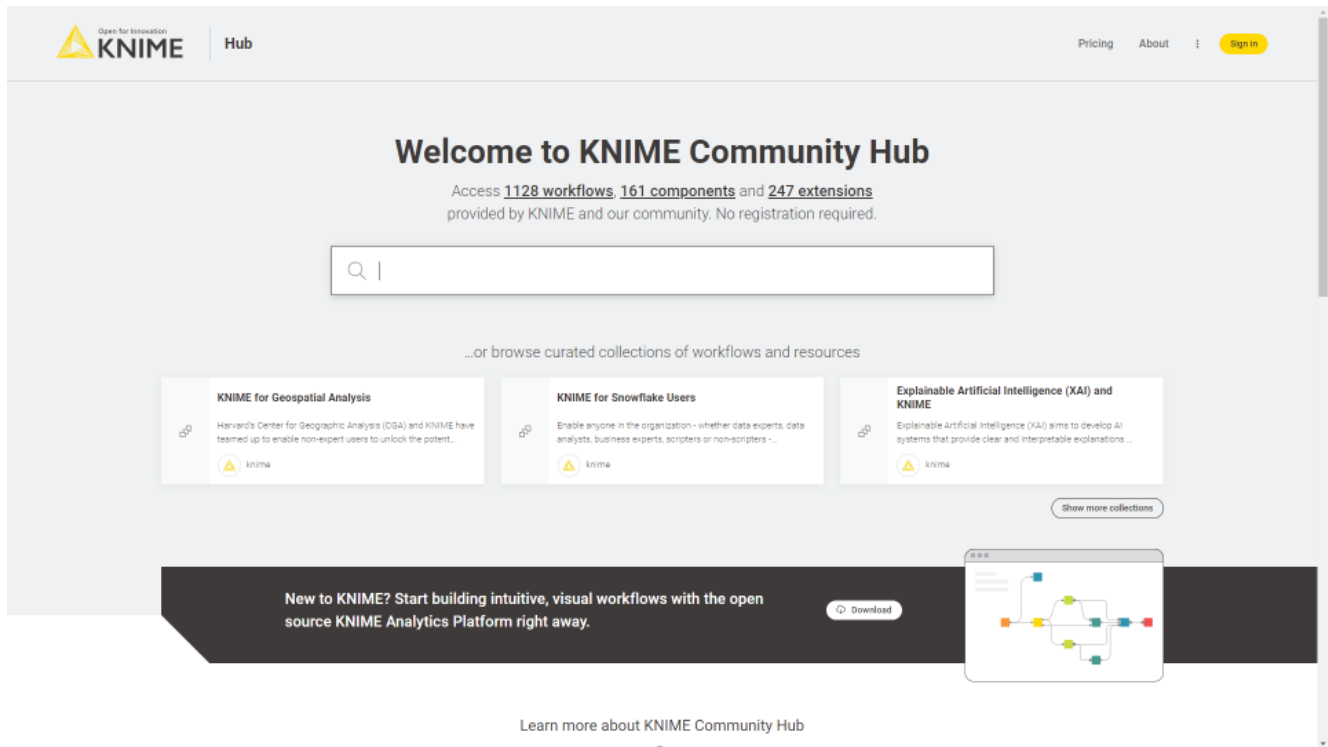 Open for Innovation
KNIME
Hub
Pricing
About
Sign in
Welcome to KNIME Community Hub
Access 1128 workflows, 161 components and 247 extensions
provided by KNIME and our community. No registration required.
...or browse curated collections of workflows and resources
KNIME for Geospatial Analysis
Harvard's Center for Geographic Analysis (CGA) and KNIME have
teamed up to enable non-expert users to unlock the potent...
knime
KNIME for Snowflake Users
Enable anyone in the organization - whether data experts, data
analysts, business experts, scripters or non-scripters -...
knime
Explainable Artificial Intelligence (XAI) and
KNIME
Explainable Artificial Intelligence (XAI) aims to develop AI
systems that provide clear and interpretable explanations ...
knime
Show more collections
New to KNIME? Start building intuitive, visual workflows with the open
source KNIME Analytics Platform right away.
Download
Learn more about KNIME Community Hub